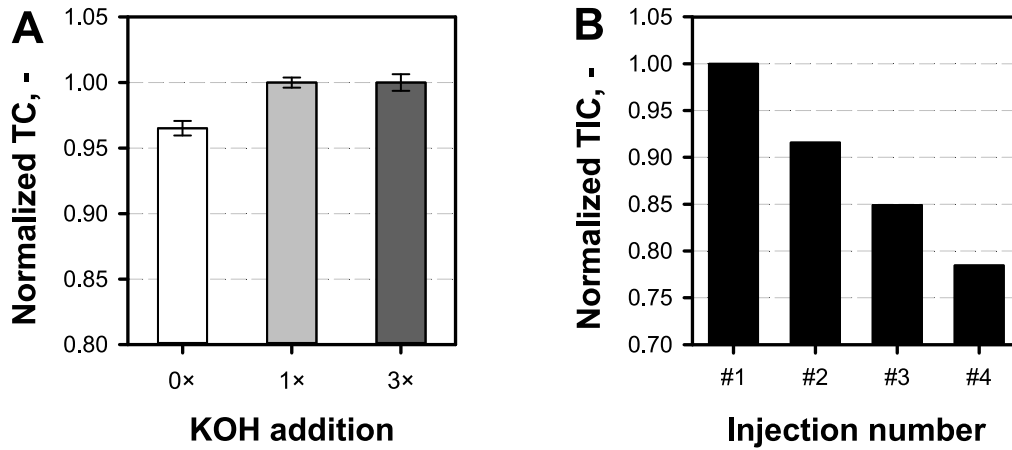 A
Normalized TC, -
1.05
1.00
0.95
0.90
0.85
0.80
0× 1× 3×
KOH addition
B
Normalized TIC, -
1.05
1.00
0.95
0.90
0.85
0.80
0.75
0.70
#1 #2 #3 #4
Injection number